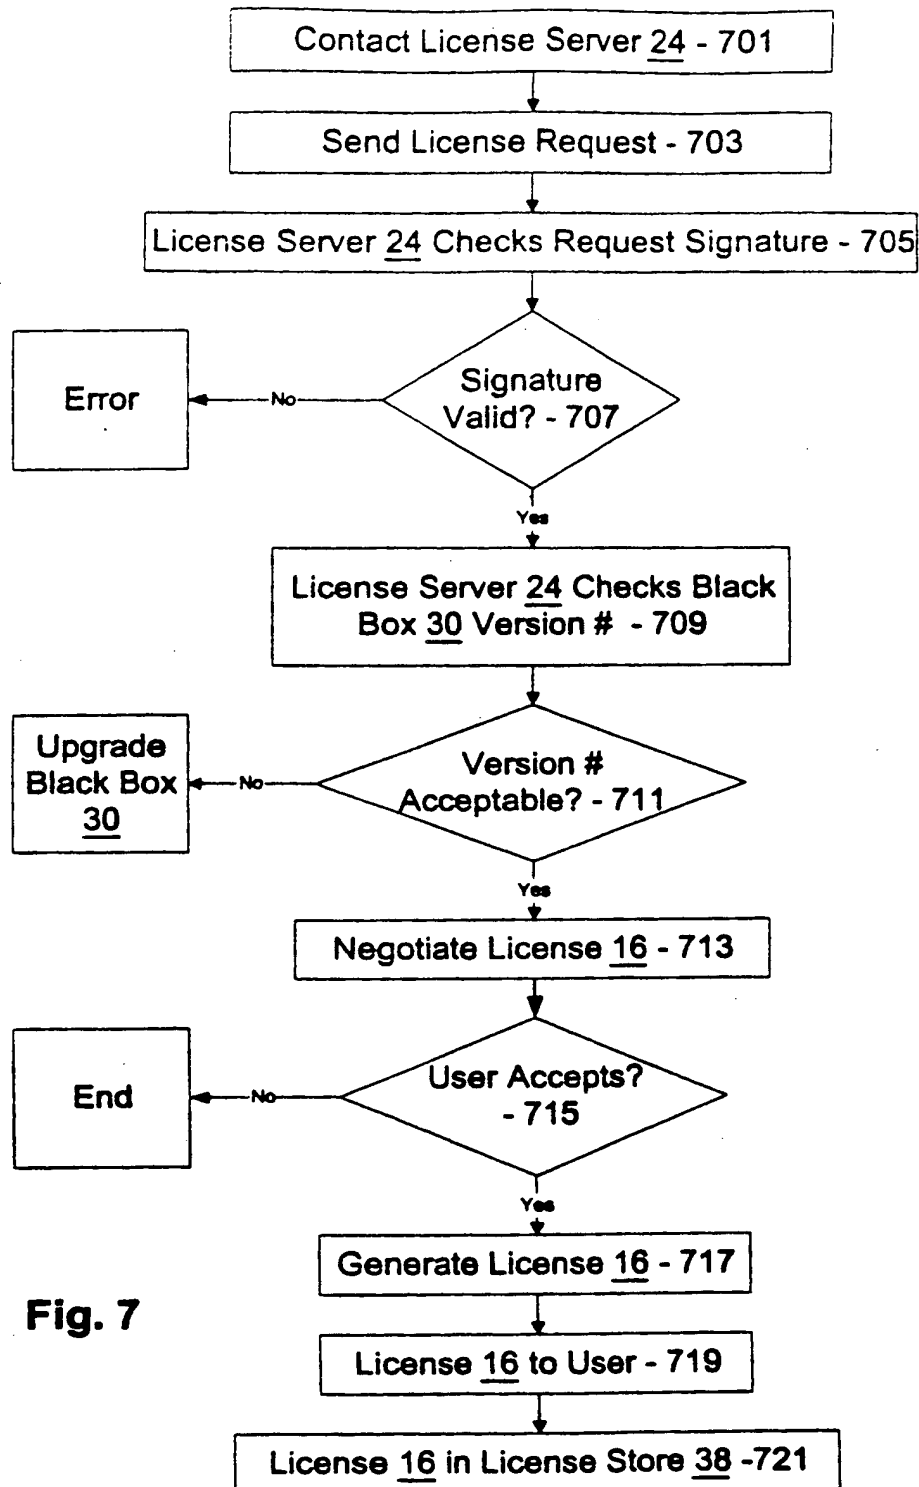 Contact License Server 24 - 701
Send License Request - 703
License Server 24 Checks Request Signature - 705
Signature
Valid? - 707
No
Error
Yes
License Server 24 Checks Black
Box 30 Version # - 709
Version #
Acceptable? - 711
No
Upgrade
Black Box
30
Yes
Negotiate License 16 - 713
User Accepts?
- 715
No
End
Yes
Generate License 16 - 717
License 16 to User - 719
License 16 in License Store 38 -721
Fig. 7